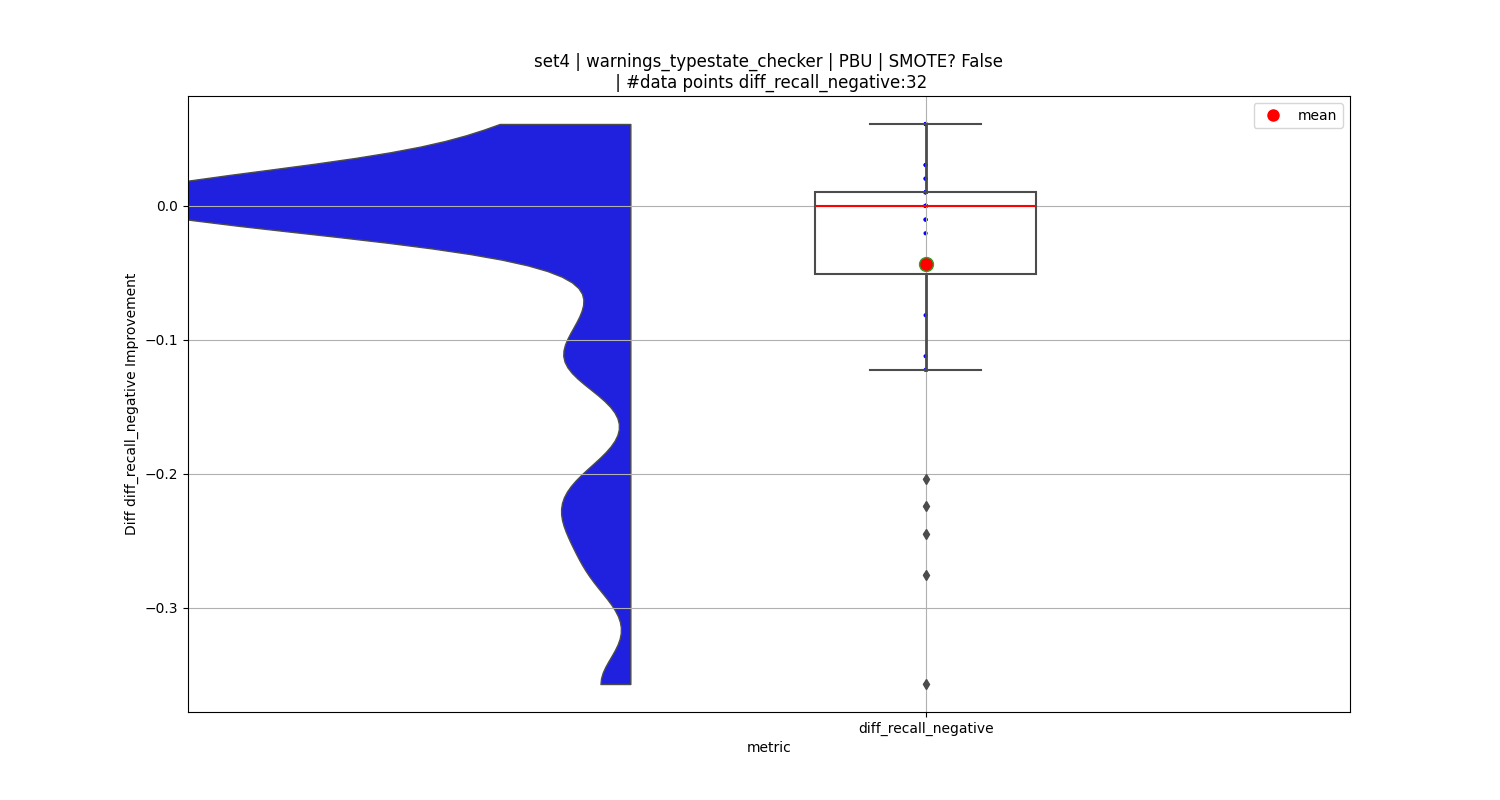 set4 | warnings_typestate_checker | PBU | SMOTE? False
| #data points diff_recall_negative:32
mean
0.0
−0.1
−0.2
−0.3
Diff diff_recall_negative Improvement
diff_recall_negative
metric